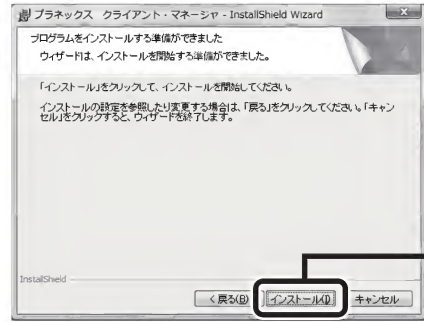 プラネックス クライアント・マネージャ - InstallShield Wizard
プログラムをインストールする準備ができました
ウィザードは、インストールを開始する準備ができました。
「インストール」をクリックして、インストールを開始してください。
インストールの設定を参照したり変更する場合は、「戻る」をクリックしてください。「キャン
セル」をクリックすると、ウィザードを終了します。
InstallShield
< 戻る(B)
インストール(I)
キャンセル